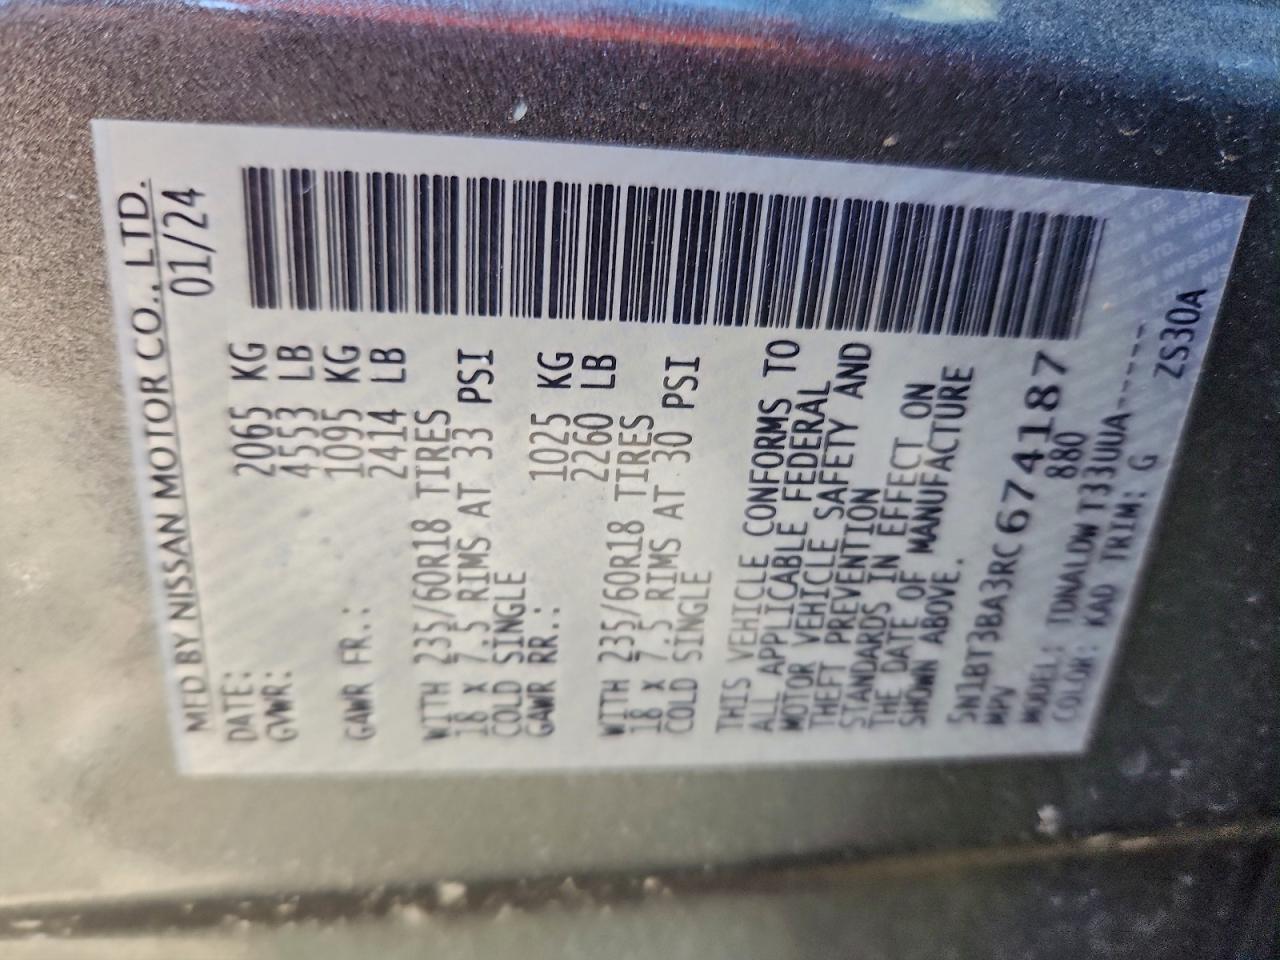 MFD BY NISSAN MOTOR CO., LTD.
DATE: 01/24
GVWR: 2065 KG
4553 LB
GAWR FR.: 1095 KG
2414 LB
WITH 235/60R18 TIRES
18 X 7.5 RIMS AT 33 PSI
COLD SINGLE
GAWR RR.: 1025 KG
2260 LB
WITH 235/60R18 TIRES
18 X 7.5 RIMS AT 30 PSI
COLD SINGLE
THIS VEHICLE CONFORMS TO
ALL APPLICABLE FEDERAL
MOTOR VEHICLE SAFETY AND
THEFT PREVENTION
STANDARDS IN EFFECT ON
THE DATE OF MANUFACTURE
SHOWN ABOVE.
5N1BT3BA3RC674187
MPV 880
MODEL: TDNALDW T33UUA-----
COLOR: KAD TRIM: G
ZS30A